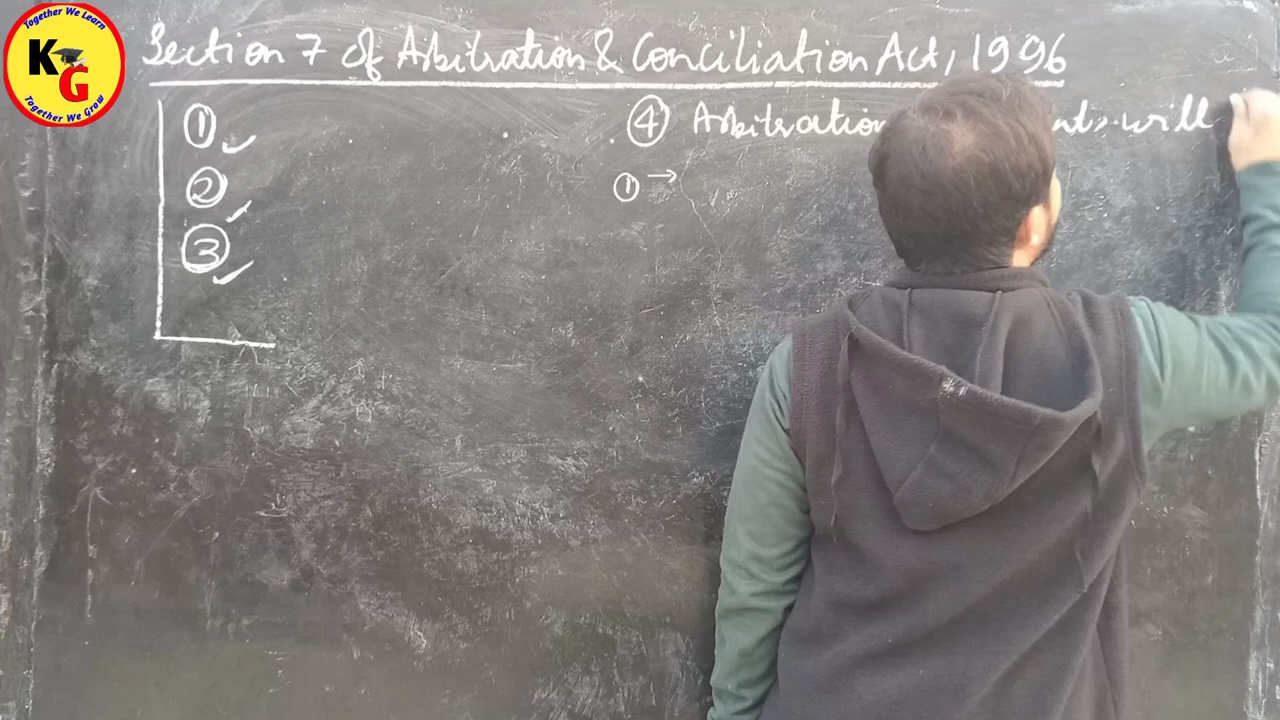 Together We Learn
KG
Together We Grow
Section 7 of Arbitration & Conciliation Act, 1996
①
②
③
④ Arbitration will
① →